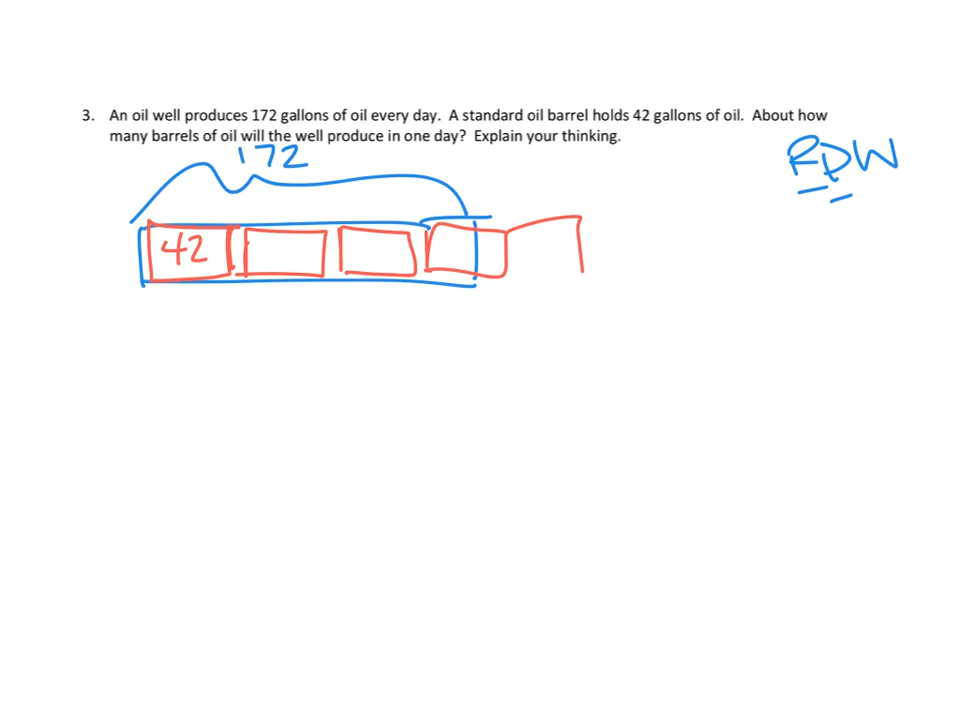 3. An oil well produces 172 gallons of oil every day. A standard oil barrel holds 42 gallons of oil. About how
many barrels of oil will the well produce in one day? Explain your thinking.
RDW
172
42